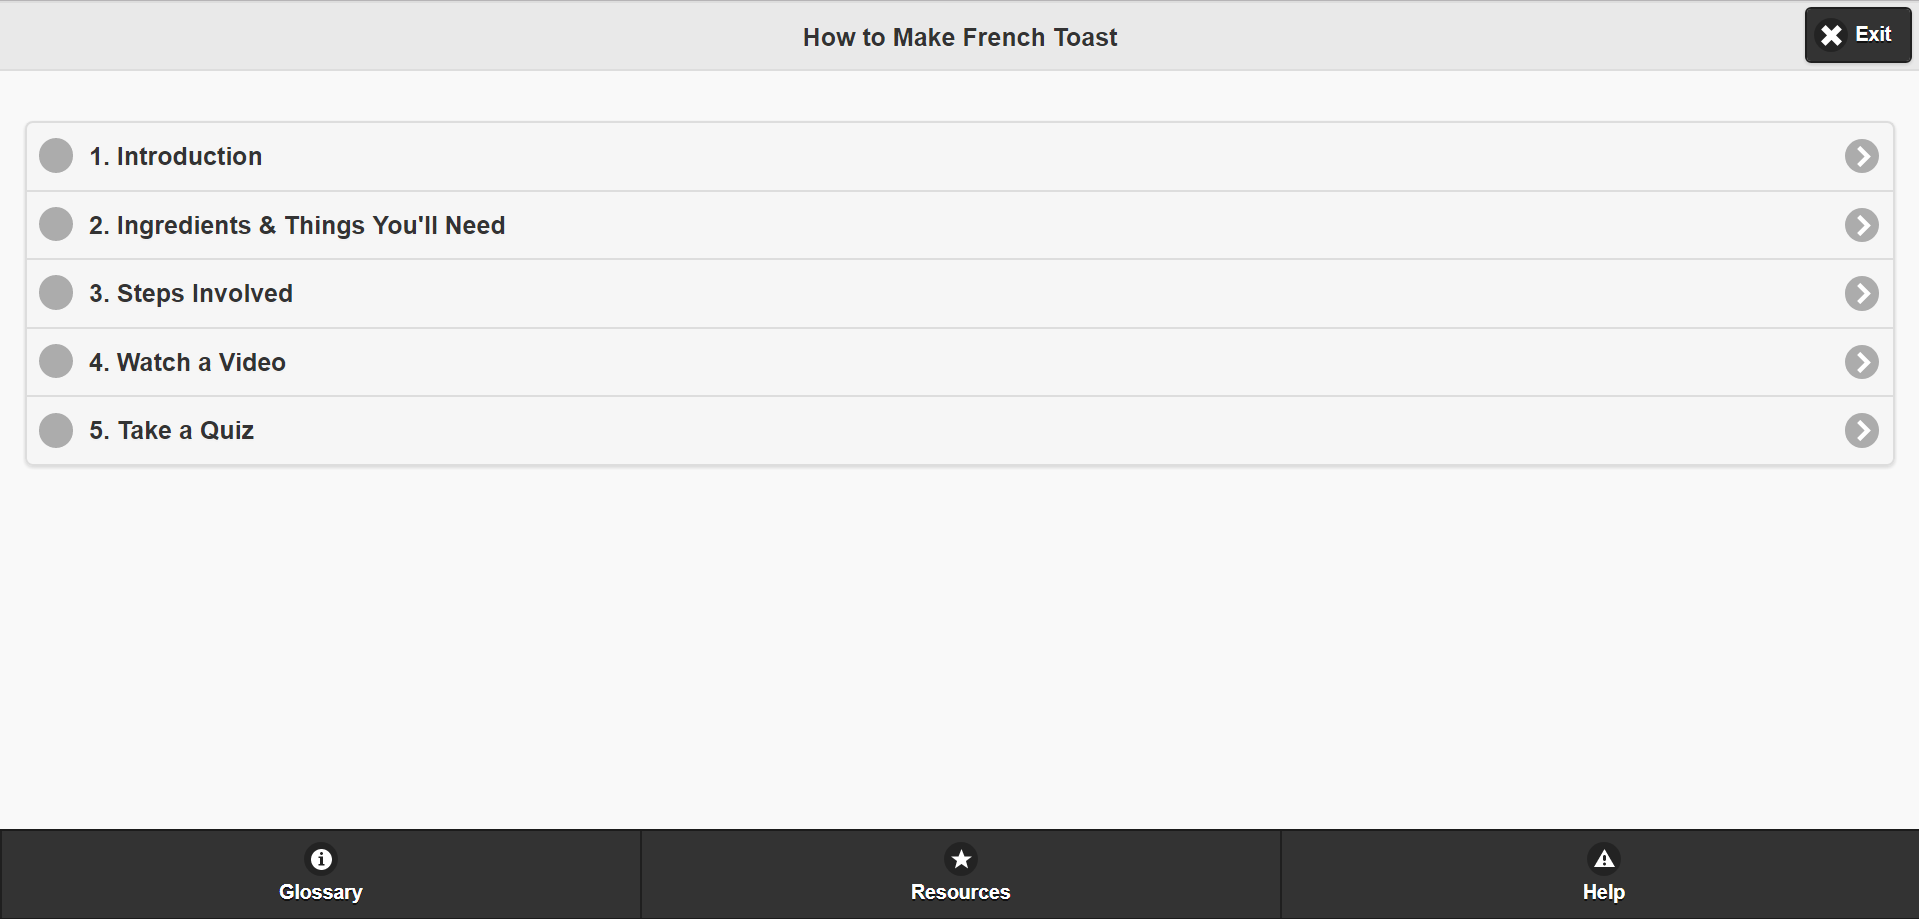 How to Make French Toast
Exit
1. Introduction
2. Ingredients & Things You'll Need
3. Steps Involved
4. Watch a Video
5. Take a Quiz
Glossary
Resources
Help